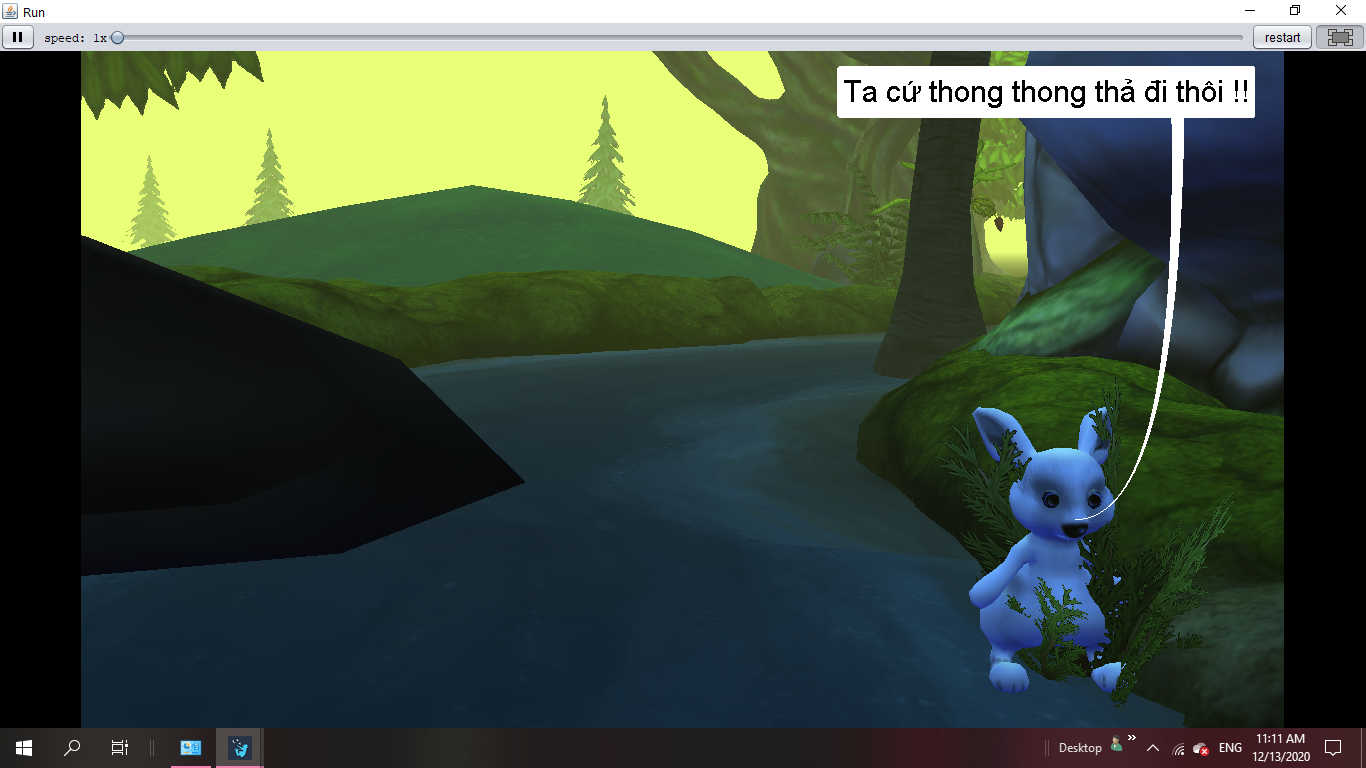 Run
speed: 1x
restart
Ta cứ thong thong thả đi thôi !!
Desktop
ENG
11:11 AM
12/13/2020